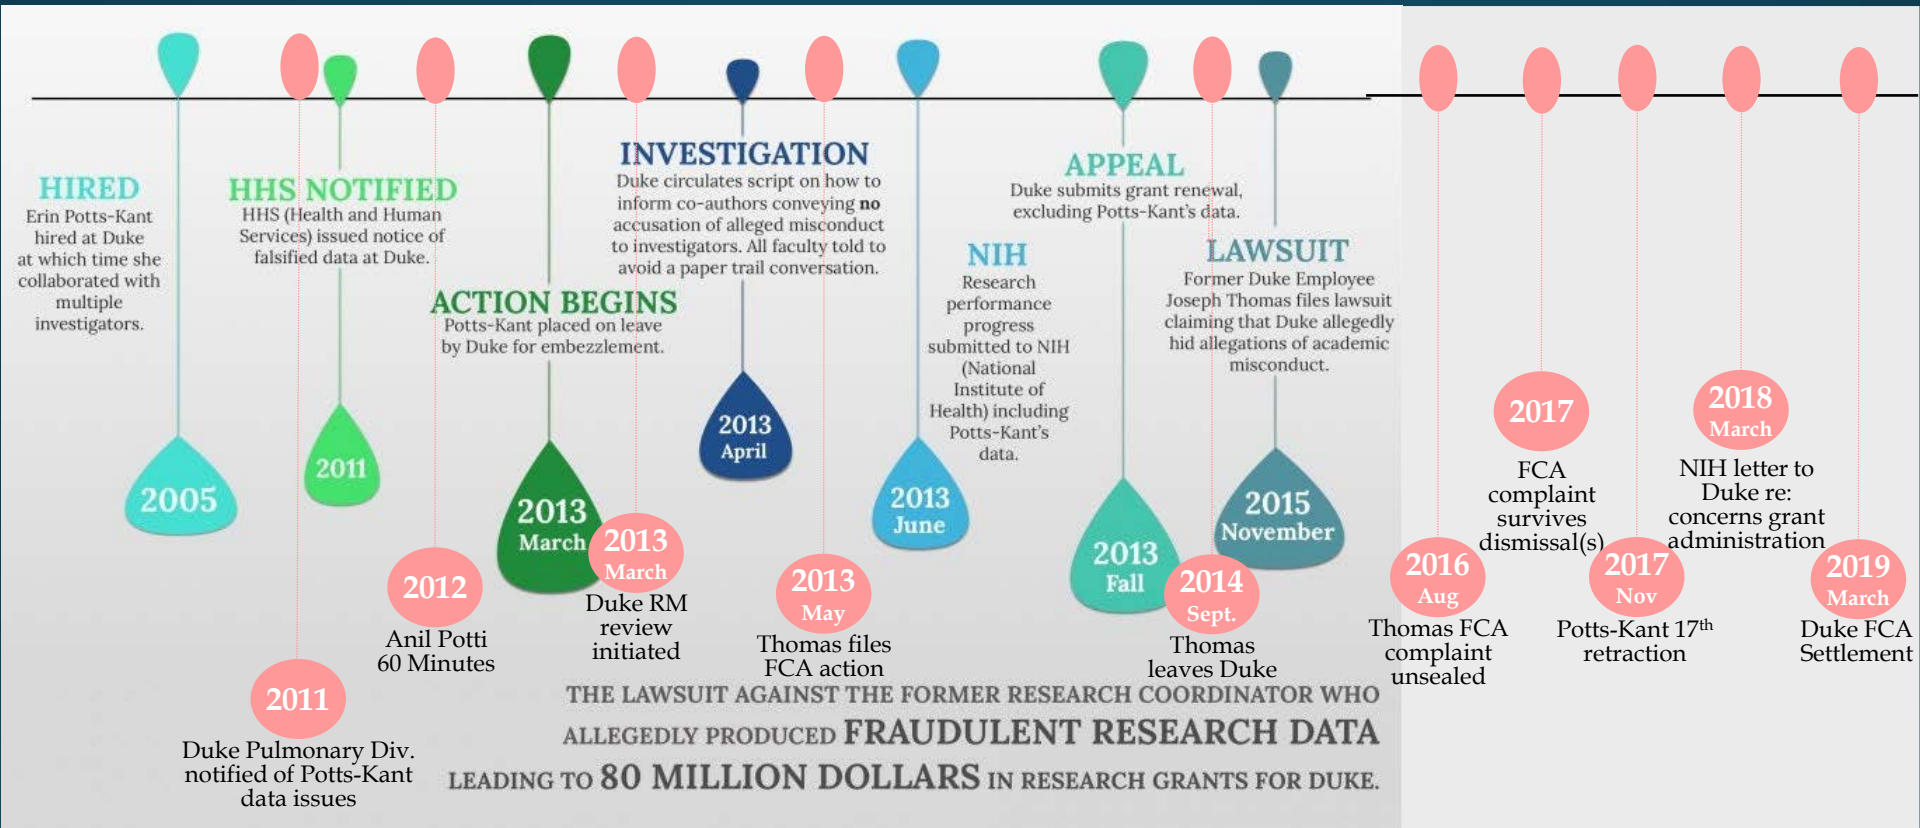 HIRED
Erin Potts-Kant
hired at Duke
at which time she
collaborated with
multiple
investigators.
2005
2011
Duke Pulmonary Div.
notified of Potts-Kant
data issues
HHS NOTIFIED
HHS (Health and Human
Services) issued notice of
falsified data at Duke.
2011
2012
Anil Potti
60 Minutes
ACTION BEGINS
Potts-Kant placed on leave
by Duke for embezzlement.
2013
March
2013
March
Duke RM
review
initiated
INVESTIGATION
Duke circulates script on how to
inform co-authors conveying no
accusation of alleged misconduct
to investigators. All faculty told to
avoid a paper trail conversation.
2013
April
2013
May
Thomas files
FCA action
NIH
Research
performance
progress
submitted to NIH
(National
Institute of
Health) including
Potts-Kant's
data.
2013
June
APPEAL
Duke submits grant renewal,
excluding Potts-Kant's data.
2013
Fall
2014
Sept.
Thomas
leaves Duke
LAWSUIT
Former Duke Employee
Joseph Thomas files lawsuit
claiming that Duke allegedly
hid allegations of academic
misconduct.
2015
November
2016
Aug
Thomas FCA
complaint
unsealed
2017
FCA
complaint
survives
dismissal(s)
2017
Nov
Potts-Kant 17th
retraction
2018
March
NIH letter to
Duke re:
concerns grant
administration
2019
March
Duke FCA
Settlement
THE LAWSUIT AGAINST THE FORMER RESEARCH COORDINATOR WHO
ALLEGEDLY PRODUCED FRAUDULENT RESEARCH DATA
LEADING TO 80 MILLION DOLLARS IN RESEARCH GRANTS FOR DUKE.